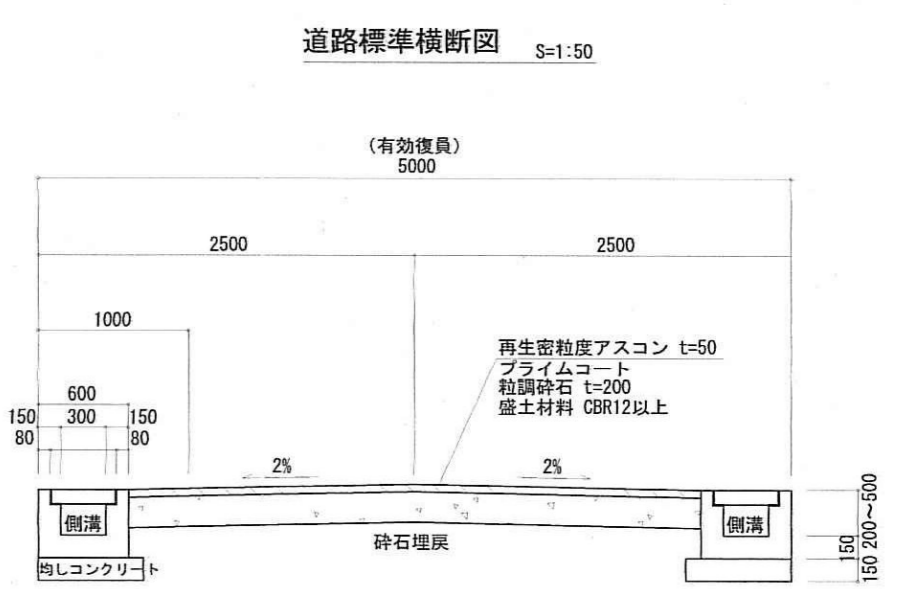 道路標準横断図 S=1:50
(有効復員)
5000
2500 2500
1000
再生密粒度アスコン t=50
プライムコート
粒調砕石 t=200
盛土材料 CBR12以上
600
150 300 150
80 80
2% 2%
側溝 側溝
200~500
150
150
砕石埋戻
均しコンクリート